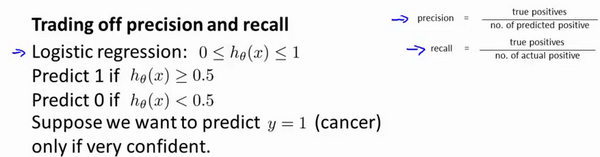 Trading off precision and recall
Logistic regression: 0 ≤ hθ(x) ≤ 1
Predict 1 if hθ(x) ≥ 0.5
Predict 0 if hθ(x) < 0.5
Suppose we want to predict y = 1 (cancer)
only if very confident.
precision = true positives
no. of predicted positive
recall = true positives
no. of actual positive